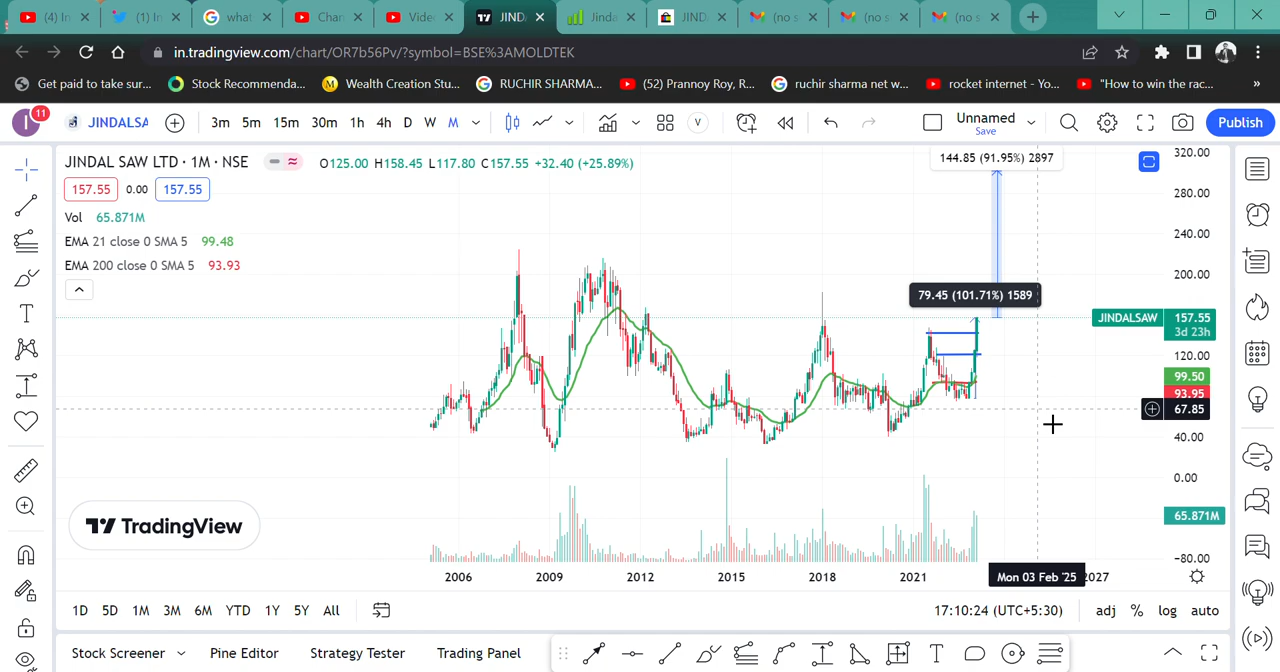 (4) In
(1) In
what
Chan
Vide
JIND
Jinda
JIND
(no s
(no s
(no s
in.tradingview.com/chart/OR7b56Pv/?symbol=BSE%3AMOLDTEK
Get paid to take sur...
Stock Recommenda...
Wealth Creation Stu...
RUCHIR SHARMA...
(52) Prannoy Roy, R...
ruchir sharma net w...
rocket internet - Yo...
"How to win the rac...
»
I
11
JINDALSA
3m 5m 15m 30m 1h 4h D W M
V
Unnamed
Save
Publish
JINDAL SAW LTD · 1M · NSE
O125.00 H158.45 L117.80 C157.55 +32.40 (+25.89%)
157.55 0.00 157.55
Vol 65.871M
EMA 21 close 0 SMA 5 99.48
EMA 200 close 0 SMA 5 93.93
144.85 (91.95%) 2897
79.45 (101.71%) 1589
320.00
280.00
240.00
200.00
JINDALSAW 157.55
3d 23h
120.00
99.50
93.95
67.85
40.00
0.00
65.871M
-80.00
TradingView
2006 2009 2012 2015 2018 2021 Mon 03 Feb '25 2027
1D 5D 1M 3M 6M YTD 1Y 5Y All
17:10:24 (UTC+5:30) adj % log auto
Stock Screener Pine Editor Strategy Tester Trading Panel
T